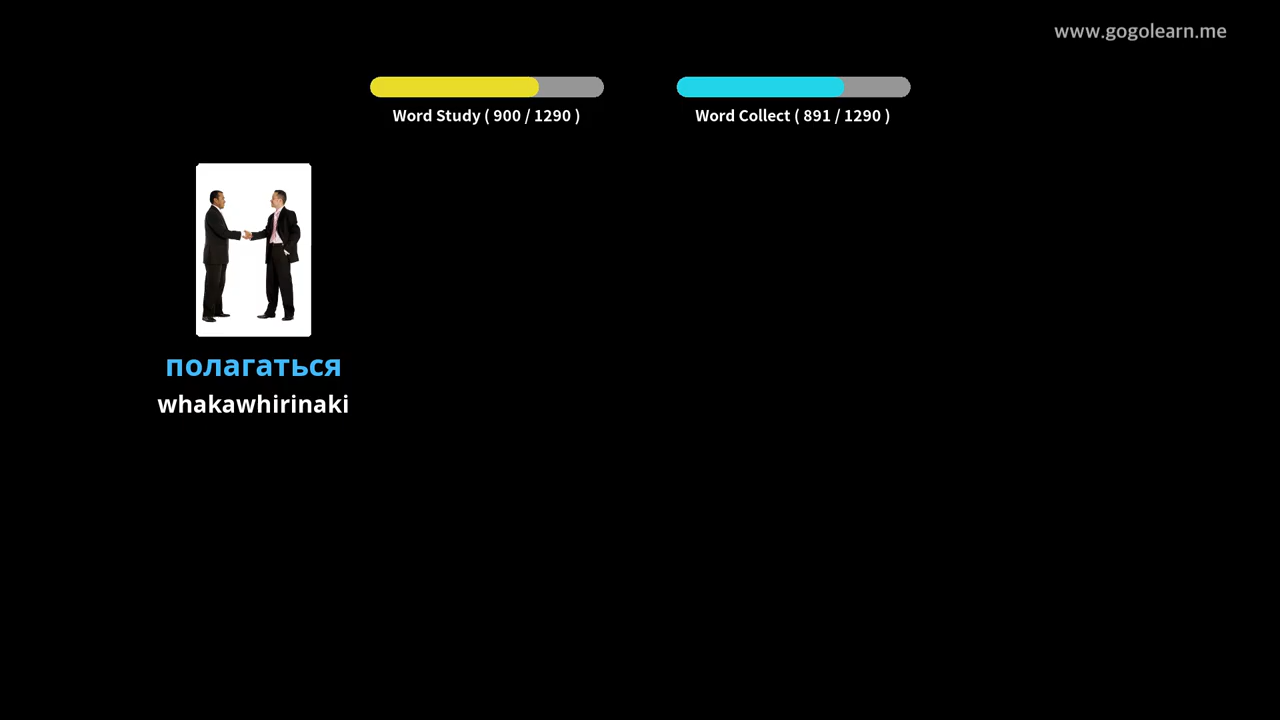 www.gogolearn.me
Word Study ( 900 / 1290 )
Word Collect ( 891 / 1290 )
полагаться
whakawhirinaki